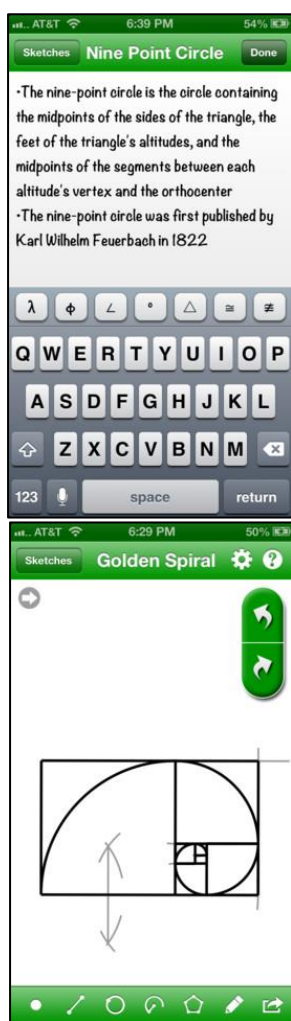 AT&T 6:39 PM 54%
Sketches Nine Point Circle Done
•The nine-point circle is the circle containing
the midpoints of the sides of the triangle, the
feet of the triangle's altitudes, and the
midpoints of the segments between each
altitude's vertex and the orthocenter
•The nine-point circle was first published by
Karl Wilhelm Feuerbach in 1822
λ ϕ ∠ ° △ ≅ ≇
Q W E R T Y U I O P
A S D F G H J K L
Z X C V B N M
123 space return
AT&T 6:29 PM 50%
Sketches Golden Spiral ?